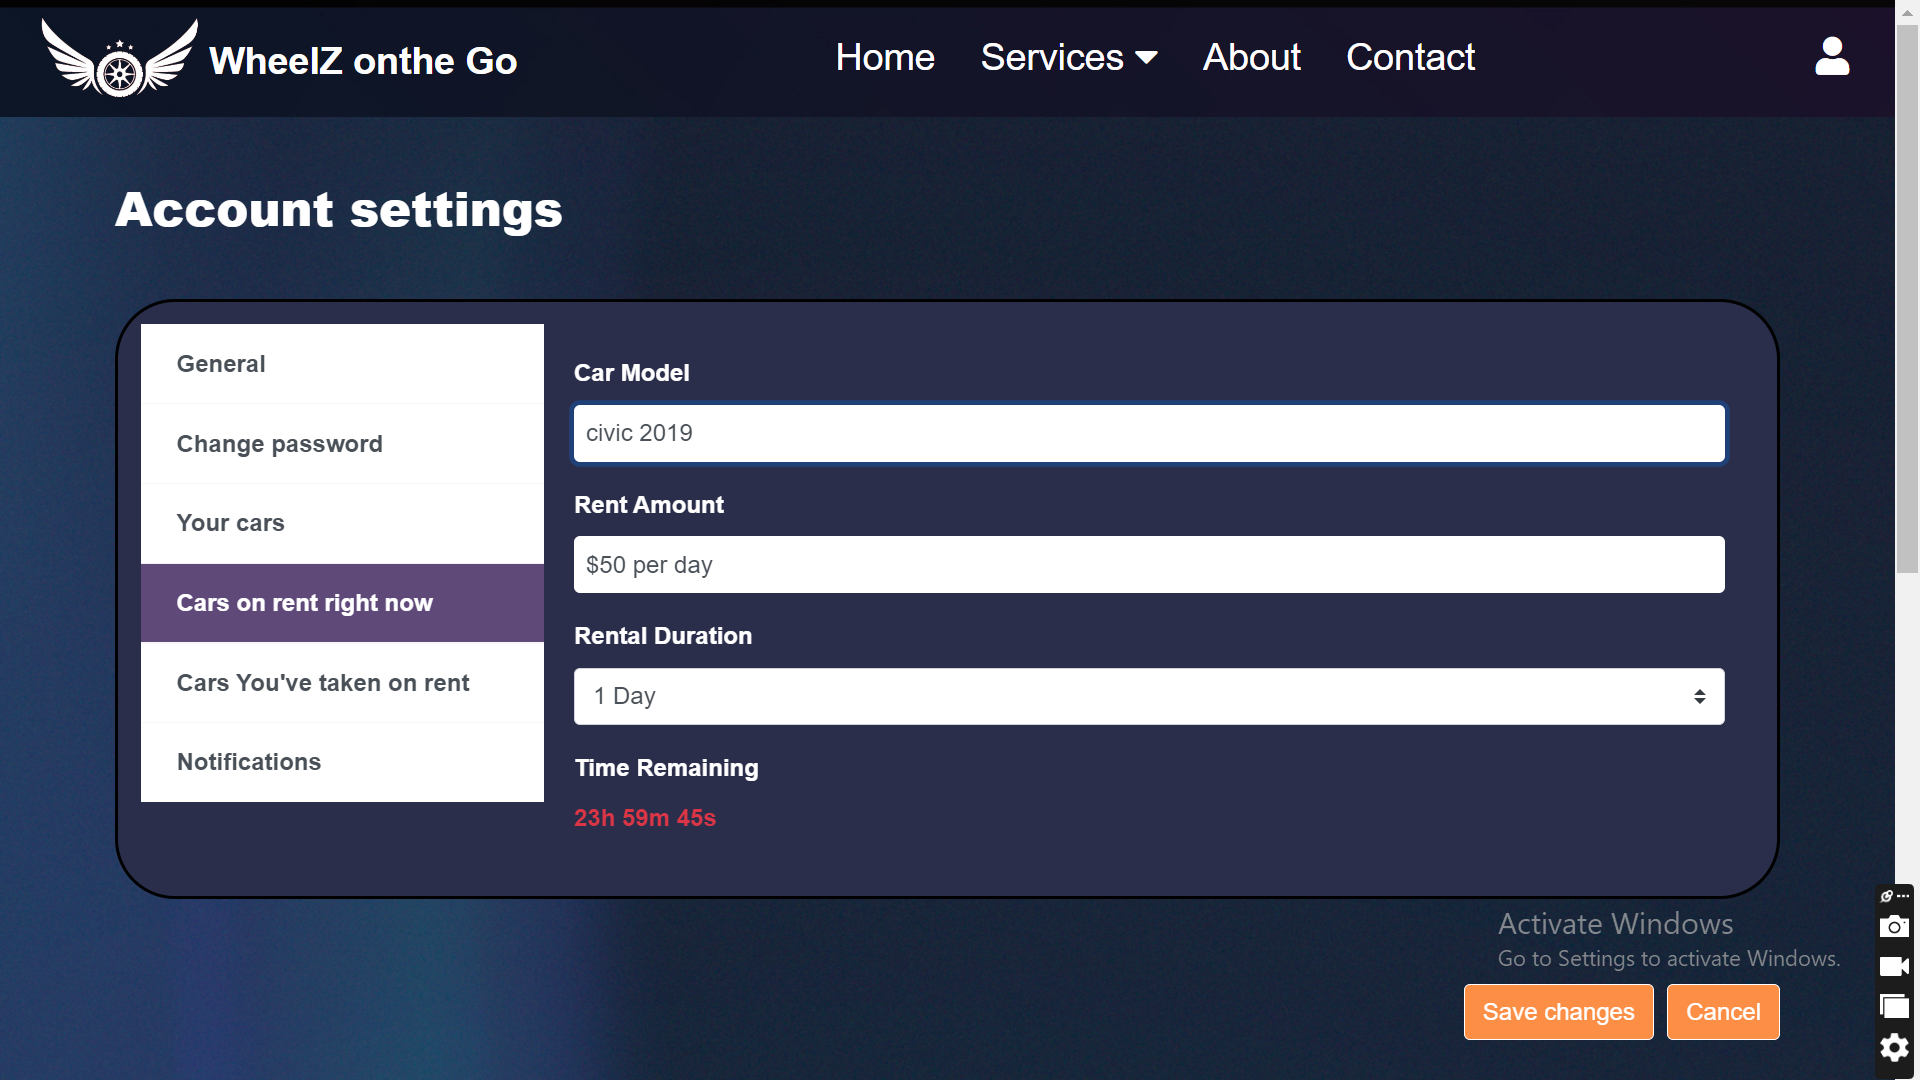 WheelZ onthe Go
Home Services About Contact
Account settings
General
Change password
Your cars
Cars on rent right now
Cars You've taken on rent
Notifications
Car Model
civic 2019
Rent Amount
$50 per day
Rental Duration
1 Day
Time Remaining
23h 59m 45s
Activate Windows
Go to Settings to activate Windows.
Save changes Cancel